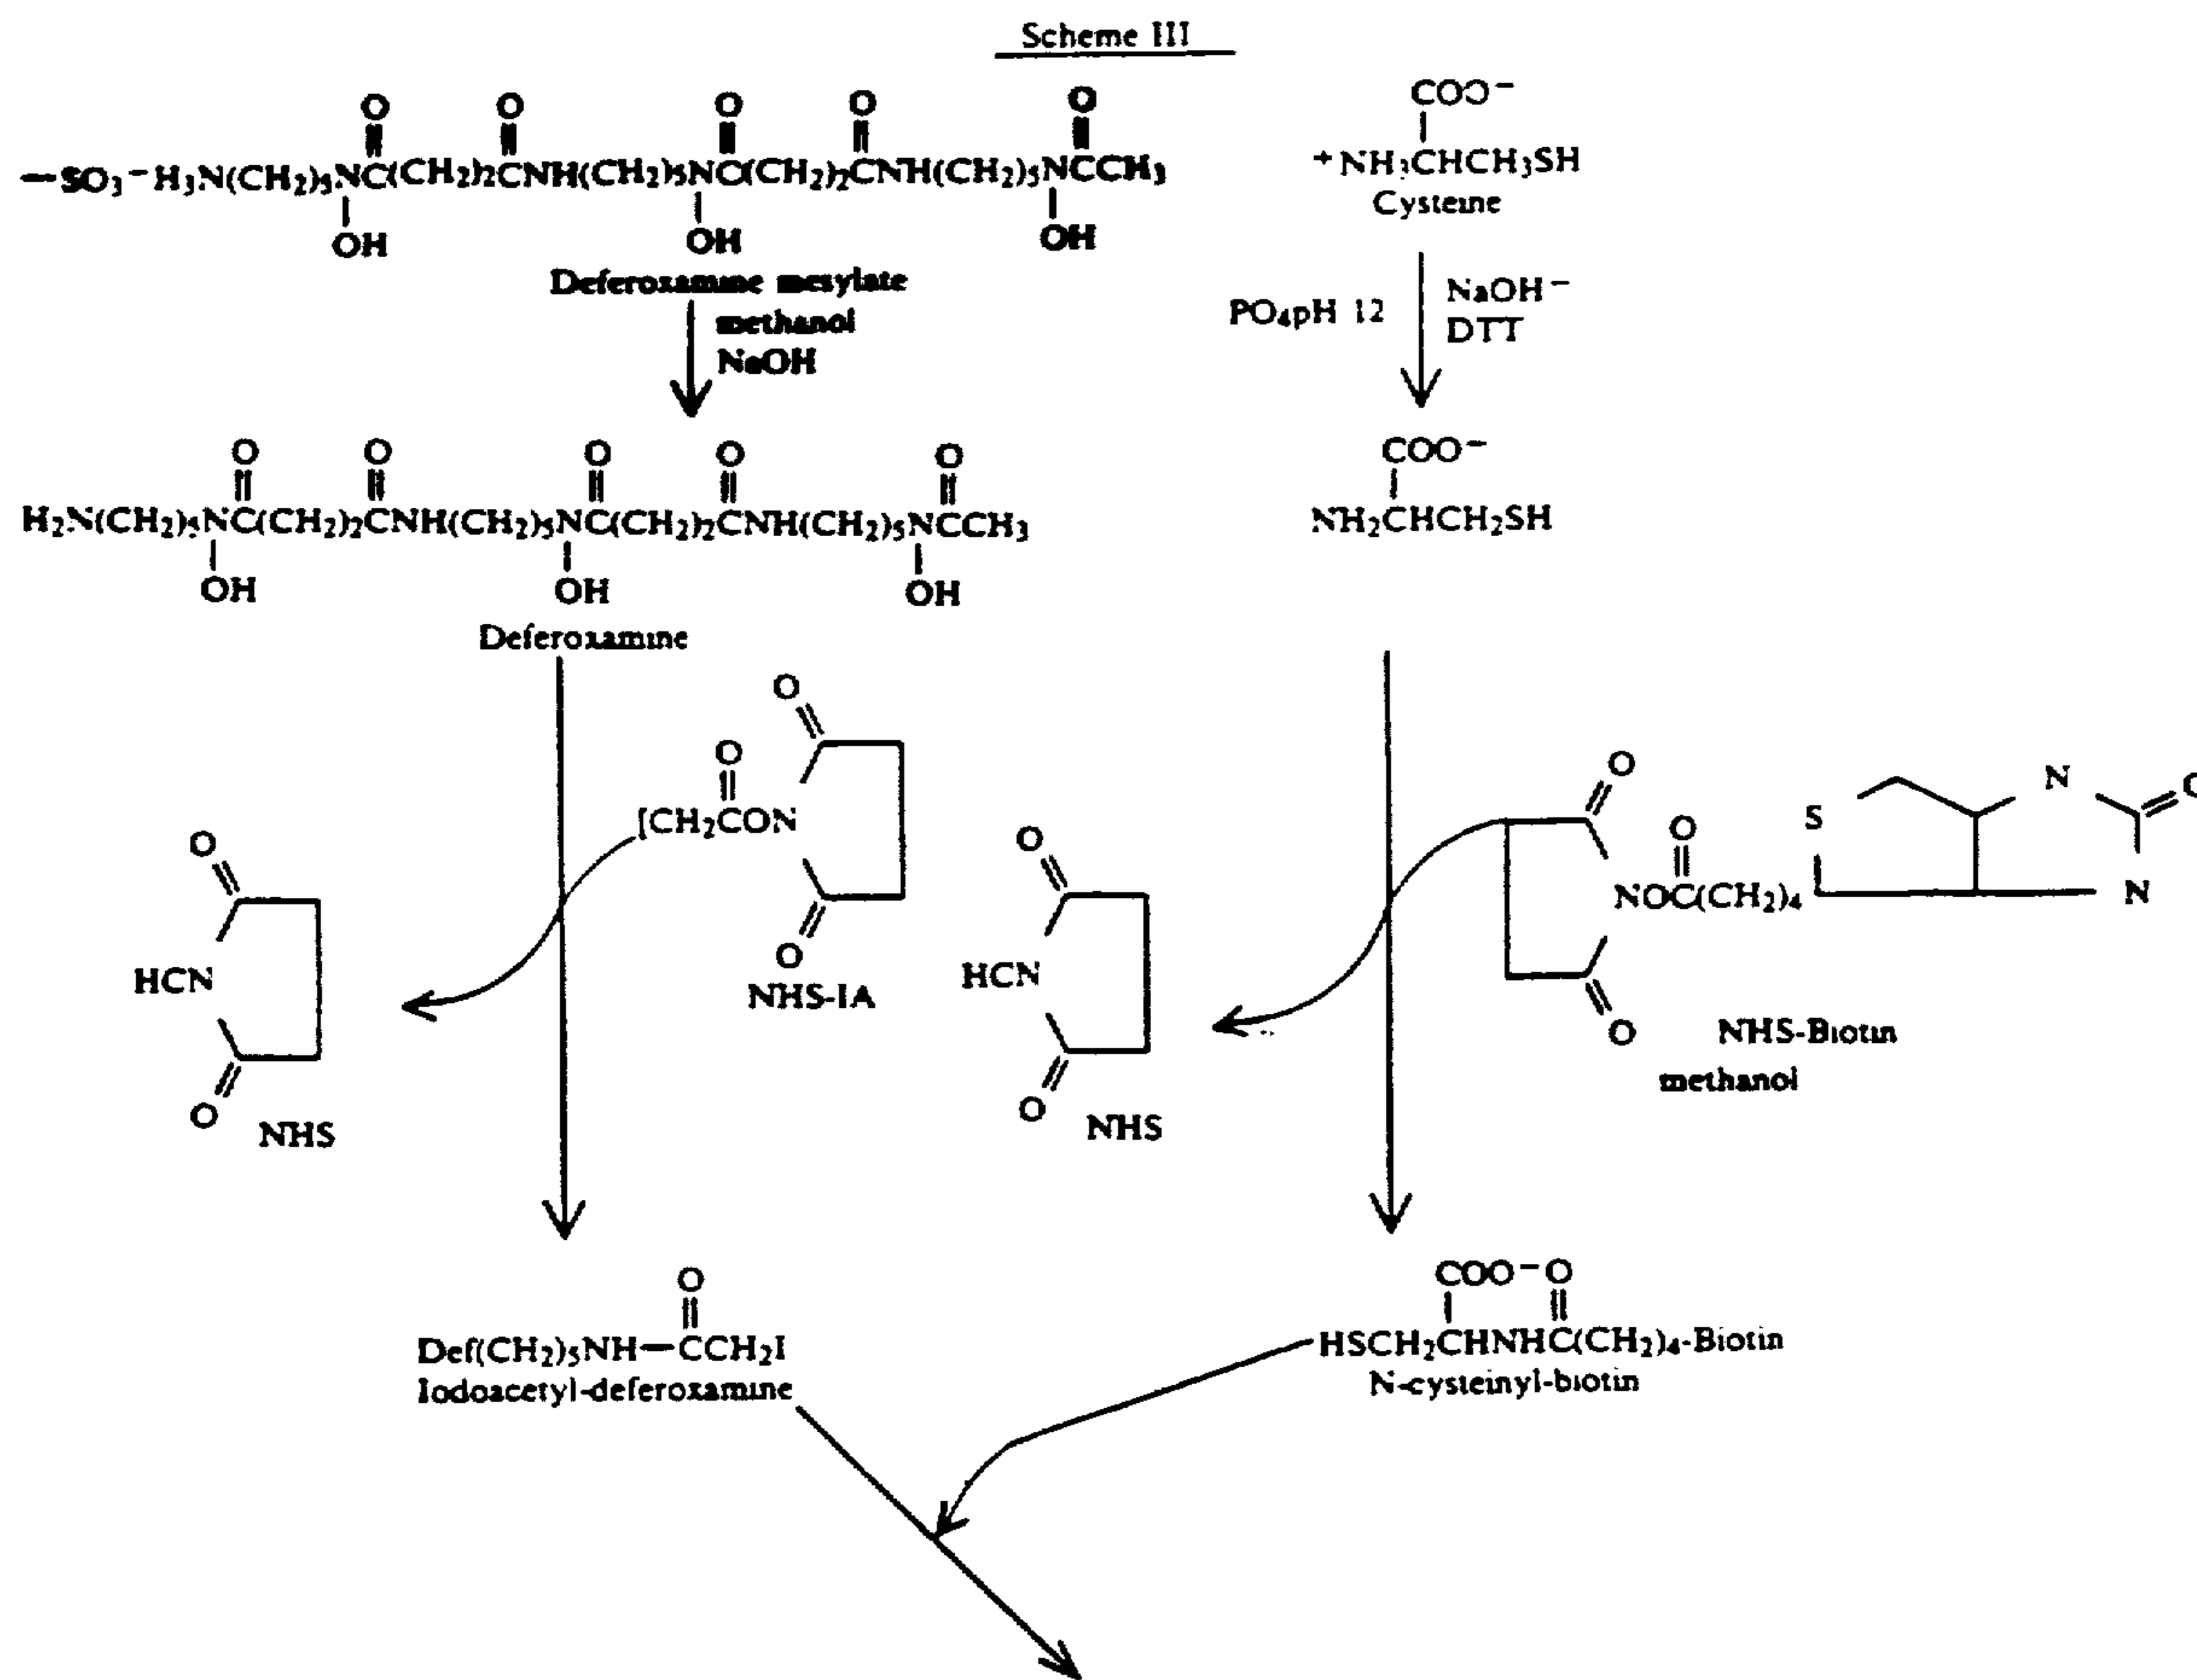 Scheme III
O O O O O
—SO₃⁻H₃N(CH₂)₅NC(CH₂)₂CNH(CH₂)₅NC(CH₂)₂CNH(CH₂)₅NCCH₃
OH OH OH
Deferoxamine mesylate
methanol
NaOH
COO⁻
⁺NH₃CHCH₃SH
Cysteine
PO₄pH 12
NaOH⁻
DTT
O O O O O
H₂N(CH₂)₅NC(CH₂)₂CNH(CH₂)₅NC(CH₂)₂CNH(CH₂)₅NCCH₃
OH OH OH
Deferoxamine
COO⁻
NH₂CHCH₂SH
O
O
[CH₂CON
O
NHS-IA
O
HCN
O
NHS
O
O
NOC(CH₂)₄
O
S
N
O
N
NHS-Biotin
methanol
O
HCN
O
NHS
O
Def(CH₂)₅NH—CCH₂I
Iodoacetyl-deferoxamine
COO⁻O
HSCH₂CHNHC(CH₂)₄-Biotin
N-cysteinyl-biotin